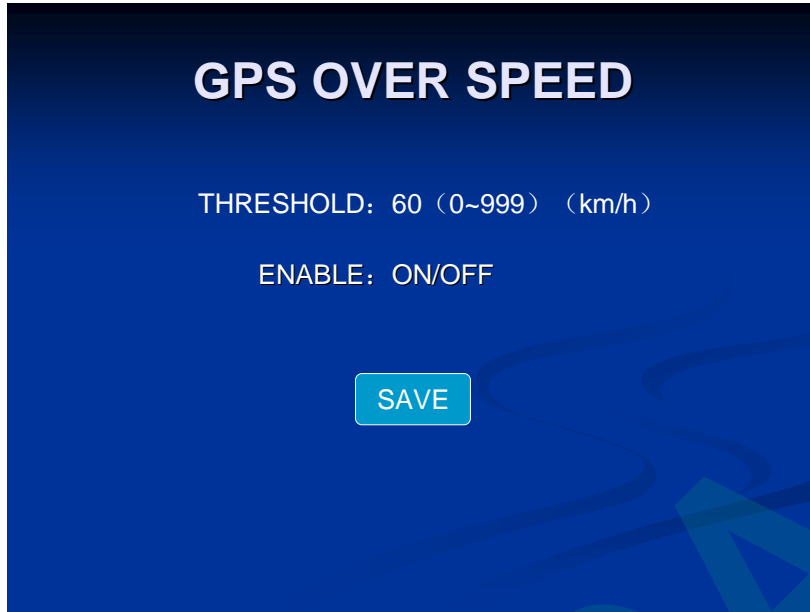 GPS OVER SPEED
THRESHOLD：60（0~999）（km/h）
ENABLE：ON/OFF
SAVE